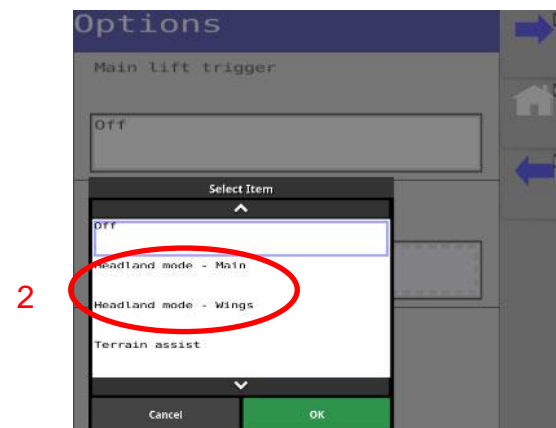 Options
Main lift trigger
Off
Select Item
Off
Headland mode - Main
2
Headland mode - Wings
Terrain assist
Cancel
OK